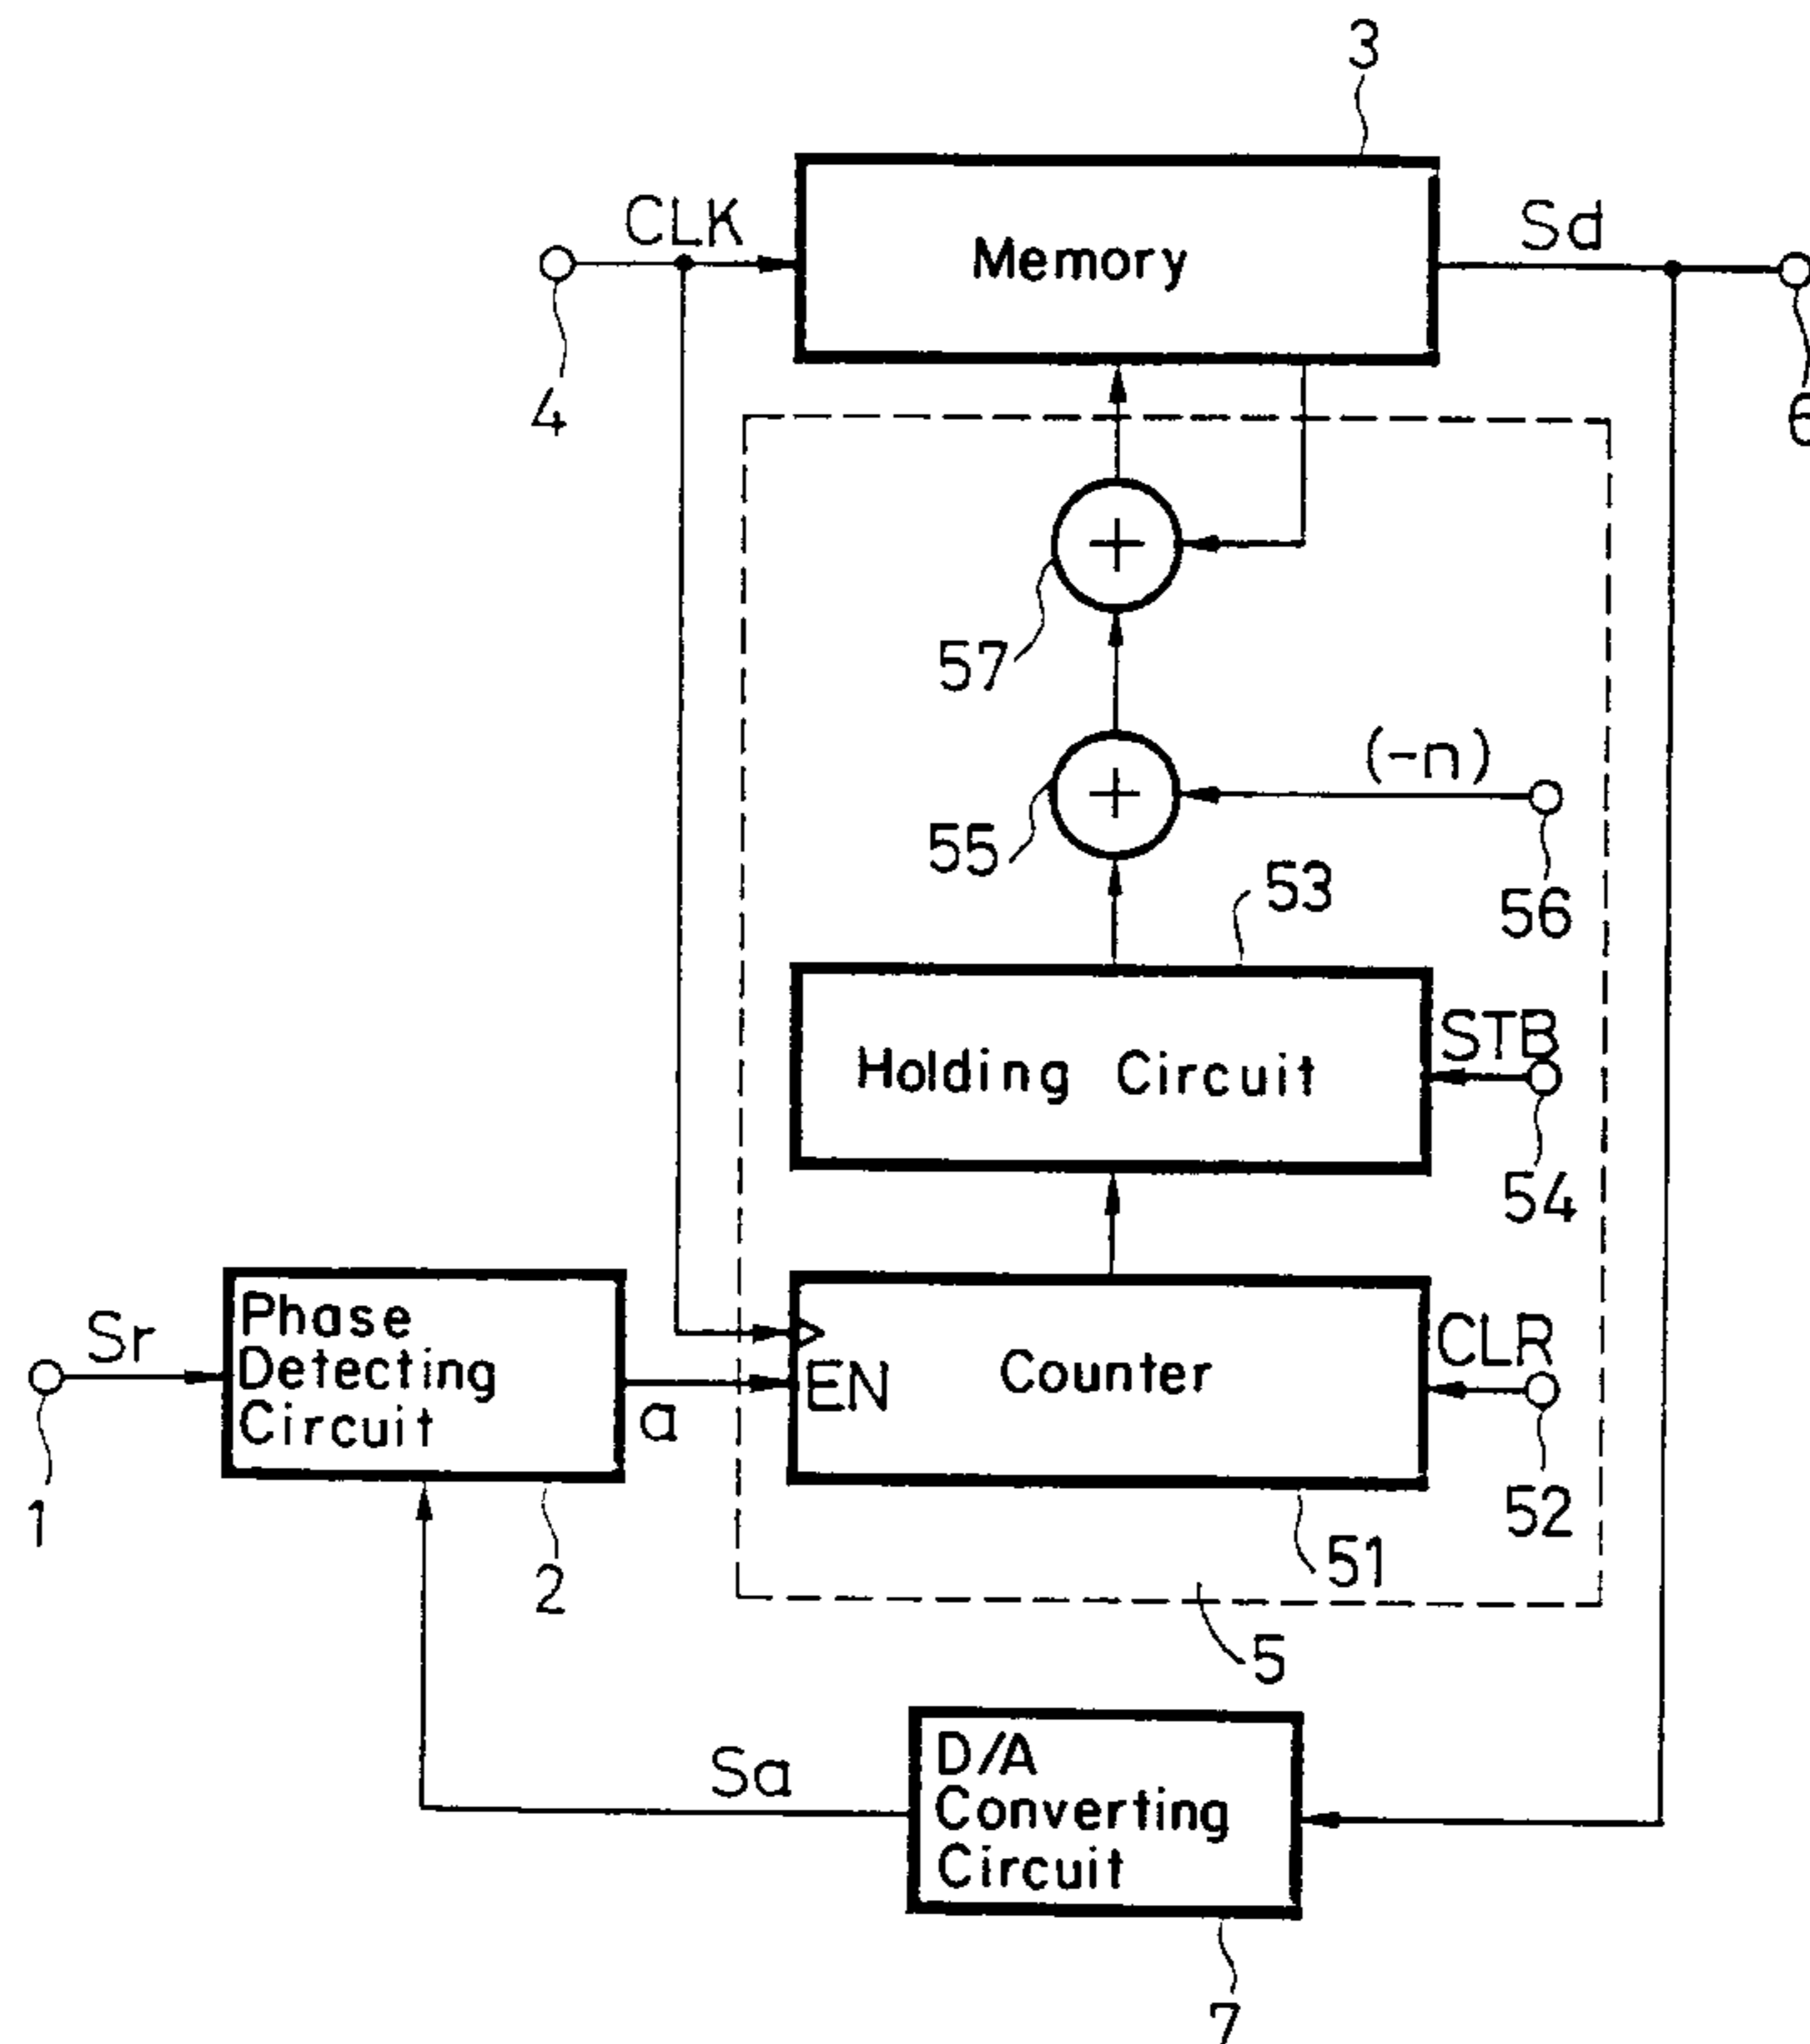 3
CLK
Memory
Sd
4
6
57
(-n)
55
53
56
STB
Holding Circuit
54
Sr
Phase
Detecting
Circuit
a
EN
Counter
CLR
1
2
51
52
5
Sa
D/A
Converting
Circuit
7